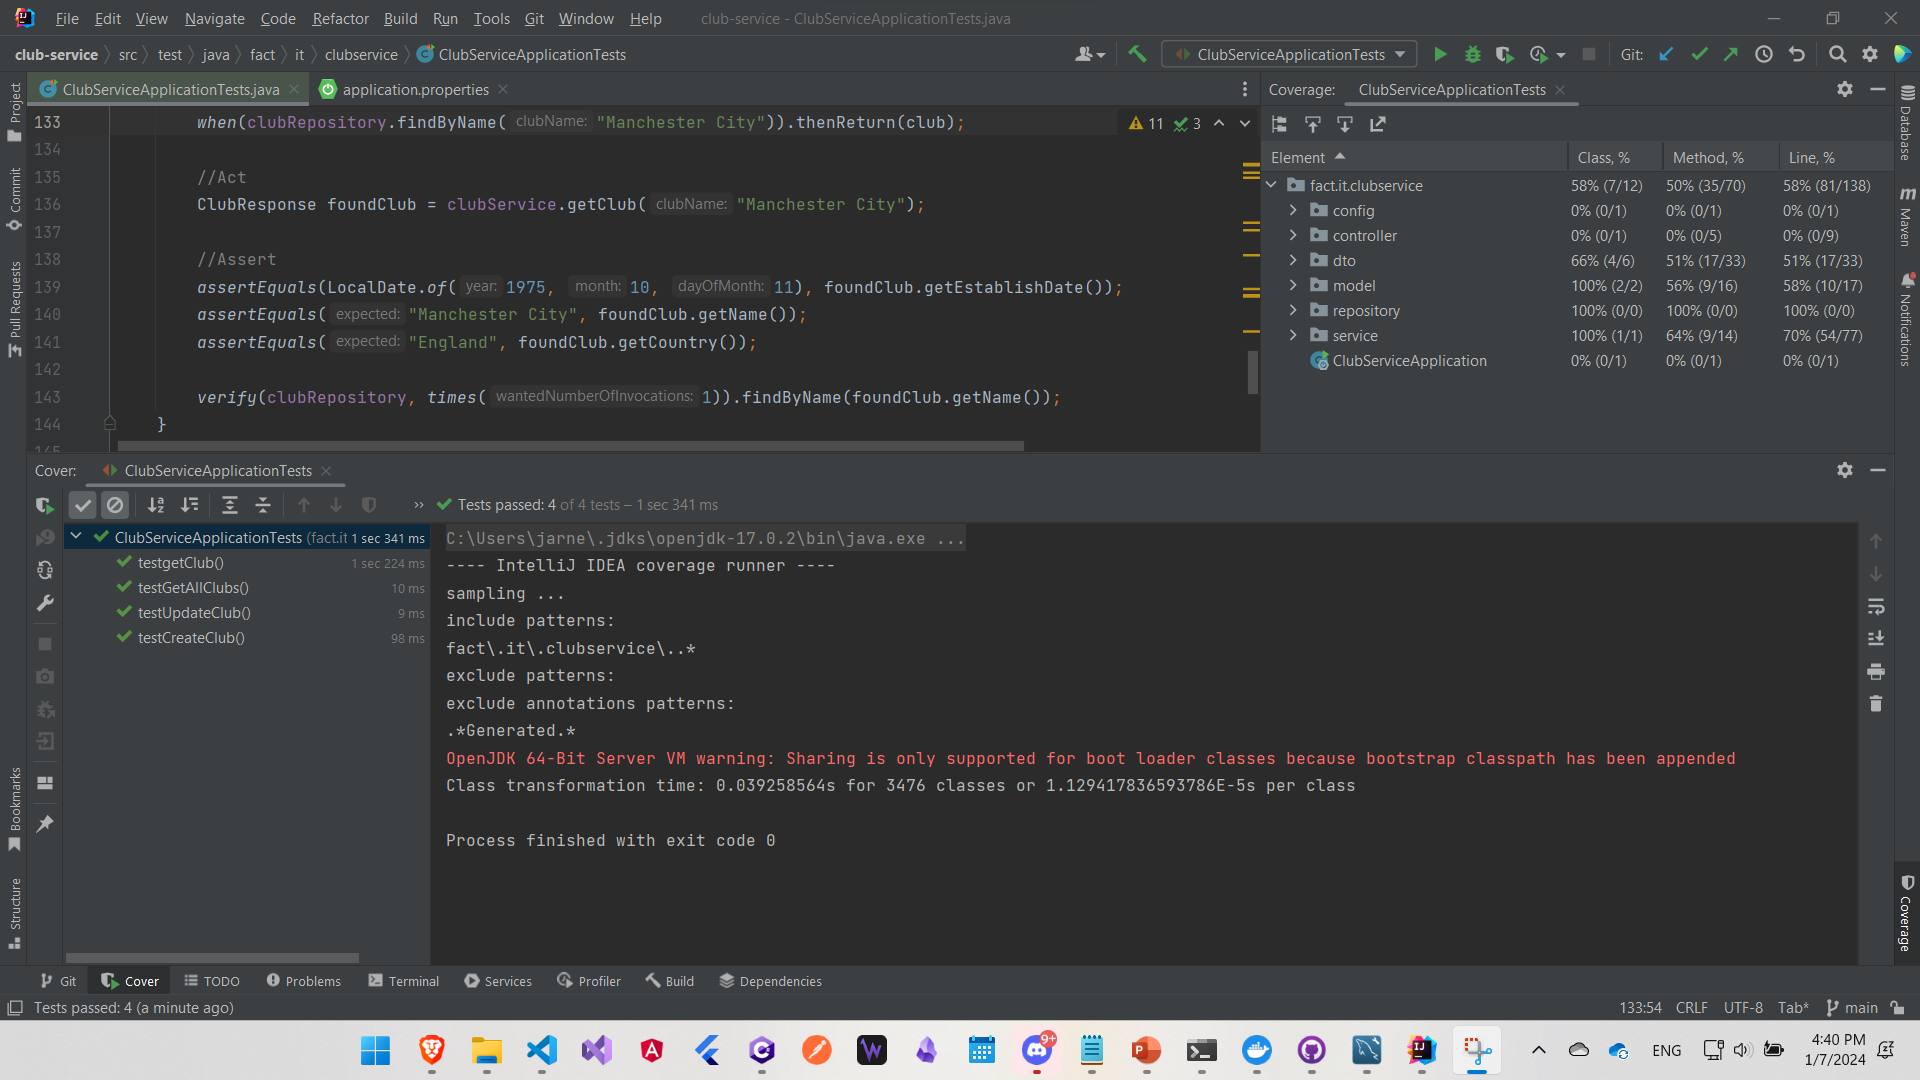 File Edit View Navigate Code Refactor Build Run Tools Git Window Help club-service - ClubServiceApplicationTests.java
club-service src test java fact it clubservice ClubServiceApplicationTests
ClubServiceApplicationTests Git:
ClubServiceApplicationTests.java application.properties
133 when(clubRepository.findByName( clubName: "Manchester City")).thenReturn(club);
11 3
134
135 //Act
136 ClubResponse foundClub = clubService.getClub( clubName: "Manchester City");
137
138 //Assert
139 assertEquals(LocalDate.of( year: 1975, month: 10, dayOfMonth: 11), foundClub.getEstablishDate());
140 assertEquals( expected: "Manchester City", foundClub.getName());
141 assertEquals( expected: "England", foundClub.getCountry());
142
143 verify(clubRepository, times( wantedNumberOfInvocations: 1)).findByName(foundClub.getName());
144 }
145
Coverage: ClubServiceApplicationTests
Element Class, % Method, % Line, %
fact.it.clubservice 58% (7/12) 50% (35/70) 58% (81/138)
config 0% (0/1) 0% (0/1) 0% (0/1)
controller 0% (0/1) 0% (0/5) 0% (0/9)
dto 66% (4/6) 51% (17/33) 51% (17/33)
model 100% (2/2) 56% (9/16) 58% (10/17)
repository 100% (0/0) 100% (0/0) 100% (0/0)
service 100% (1/1) 64% (9/14) 70% (54/77)
ClubServiceApplication 0% (0/1) 0% (0/1) 0% (0/1)
Project
Commit
Pull Requests
Bookmarks
Structure
Database
m Maven
Notifications
Coverage
Cover: ClubServiceApplicationTests
» Tests passed: 4 of 4 tests – 1 sec 341 ms
ClubServiceApplicationTests (fact.it 1 sec 341 ms
testgetClub() 1 sec 224 ms
testGetAllClubs() 10 ms
testUpdateClub() 9 ms
testCreateClub() 98 ms
C:\Users\jarne\.jdks\openjdk-17.0.2\bin\java.exe ...
---- IntelliJ IDEA coverage runner ----
sampling ...
include patterns:
fact\.it\.clubservice\..*
exclude patterns:
exclude annotations patterns:
.*Generated.*
OpenJDK 64-Bit Server VM warning: Sharing is only supported for boot loader classes because bootstrap classpath has been appended
Class transformation time: 0.039258564s for 3476 classes or 1.129417836593786E-5s per class
Process finished with exit code 0
Git Cover TODO Problems Terminal Services Profiler Build Dependencies
Tests passed: 4 (a minute ago) 133:54 CRLF UTF-8 Tab* main
9+
ENG
4:40 PM
1/7/2024